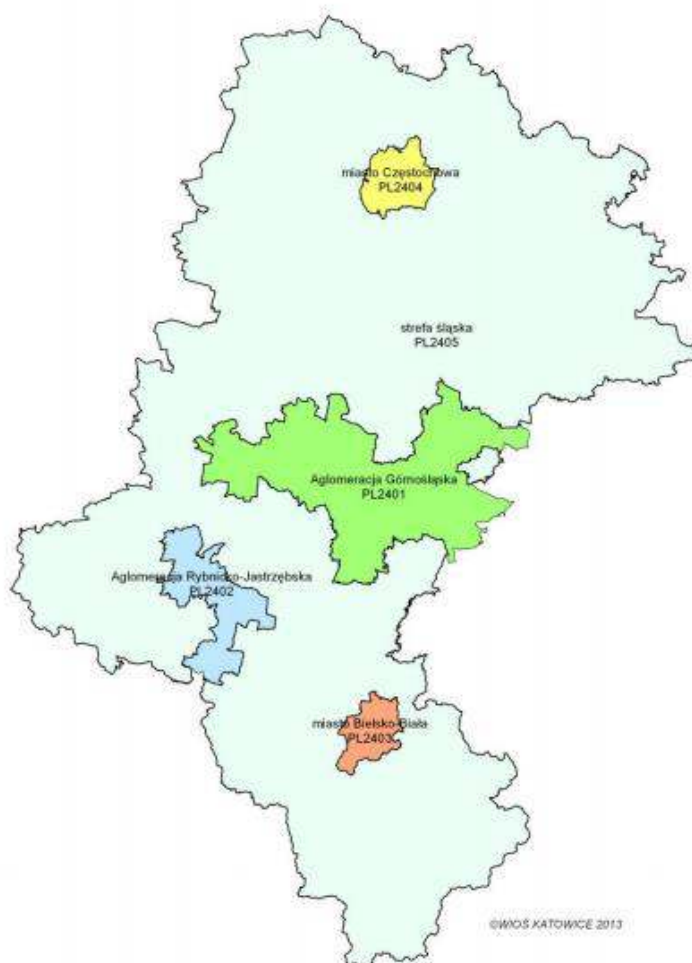 miasto Częstochowa
PL2404
strefa śląska
PL2405
Aglomeracja Górnośląska
PL2401
Aglomeracja Rybnicko-Jastrzębska
PL2402
miasto Bielsko-Biała
PL2403
©WIOŚ KATOWICE 2013